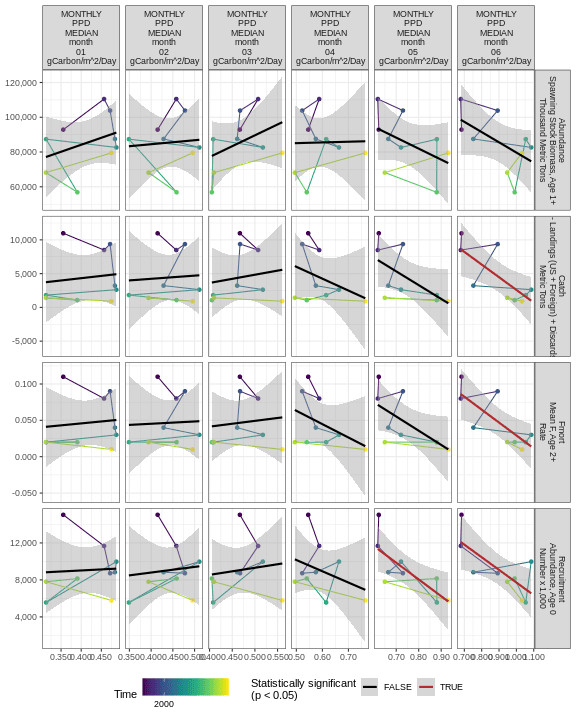 MONTHLY MONTHLY MONTHLY MONTHLY MONTHLY MONTHLY
PPD PPD PPD PPD PPD PPD
MEDIAN MEDIAN MEDIAN MEDIAN MEDIAN MEDIAN
month month month month month month
01 02 03 04 05 06
gCarbon/m^2/Day gCarbon/m^2/Day gCarbon/m^2/Day gCarbon/m^2/Day gCarbon/m^2/Day gCarbon/m^2/Day
120,000
100,000
80,000
60,000
Abundance
Spawning Stock Biomass, Age 1+
Thousand Metric Tons
10,000
5,000
0
-5,000
Catch
- Landings (US + Foreign) + Discards
Metric Tons
0.100
0.050
0.000
-0.050
Fmort
Mean F, Age 2+
Rate
12,000
8,000
4,000
Recruitment
Abundance, Age 0
Number x 1,000
0.350 0.400 0.450 0.350 0.400 0.450 0.500 0.400 0.450 0.500 0.550 0.50 0.60 0.70 0.70 0.80 0.90 0.700 0.800 0.900 1.000 1.100
Time
2000
Statistically significant
(p < 0.05)
FALSE TRUE